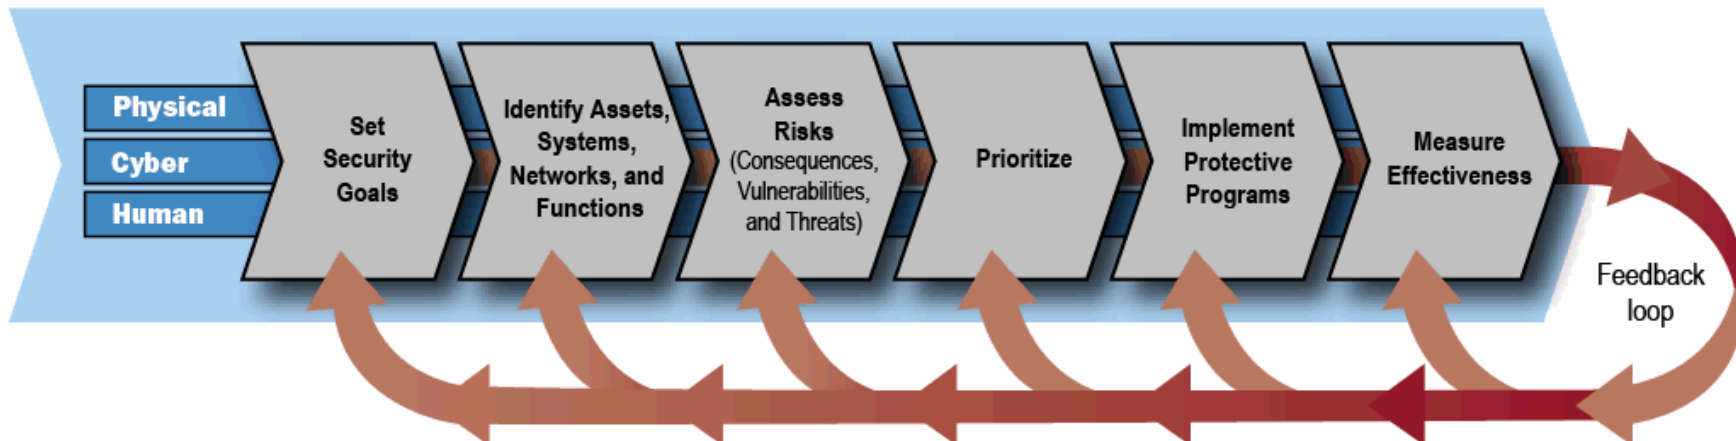 Physical
Cyber
Human
Set
Security
Goals
Identify Assets,
Systems,
Networks, and
Functions
Assess
Risks
(Consequences,
Vulnerabilities,
and Threats)
Prioritize
Implement
Protective
Programs
Measure
Effectiveness
Feedback
loop